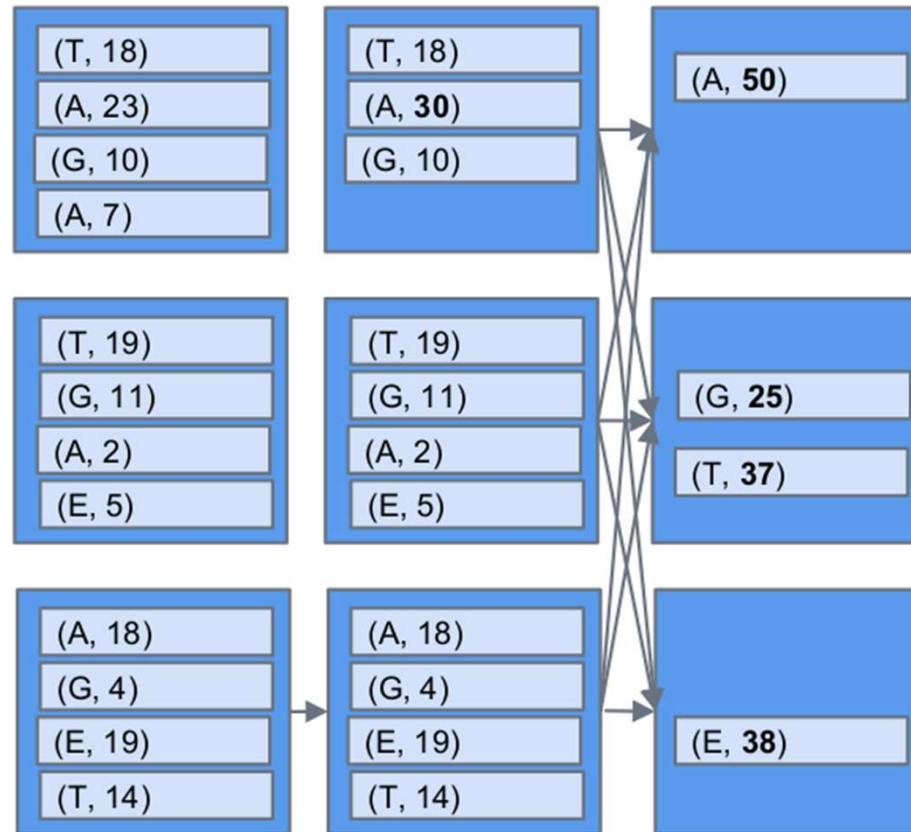 (T, 18)
(A, 23)
(G, 10)
(A, 7)
(T, 18)
(A, 30)
(G, 10)
(A, 50)
(T, 19)
(G, 11)
(A, 2)
(E, 5)
(T, 19)
(G, 11)
(A, 2)
(E, 5)
(G, 25)
(T, 37)
(A, 18)
(G, 4)
(E, 19)
(T, 14)
(A, 18)
(G, 4)
(E, 19)
(T, 14)
(E, 38)